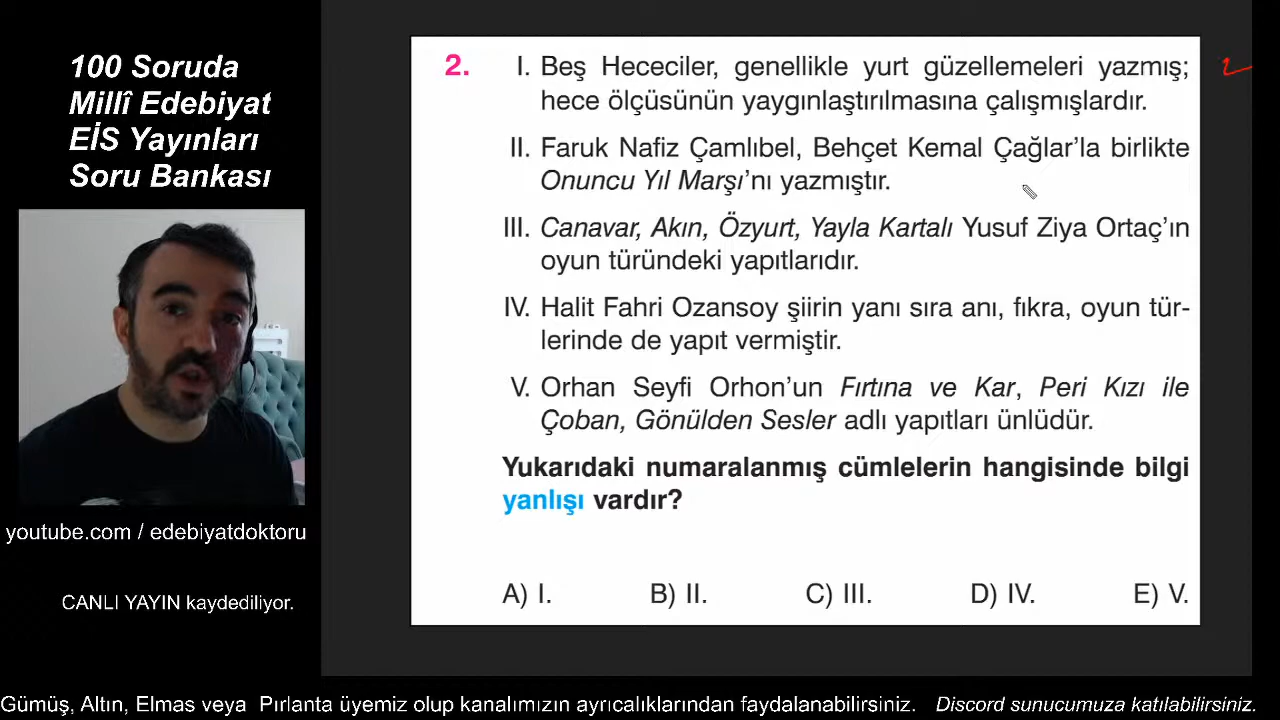 100 Soruda
Millî Edebiyat
EİS Yayınları
Soru Bankası
youtube.com / edebiyatdoktoru
CANLI YAYIN kaydediliyor.
2. I. Beş Hececiler, genellikle yurt güzellemeleri yazmış;
hece ölçüsünün yaygınlaştırılmasına çalışmışlardır.
II. Faruk Nafiz Çamlıbel, Behçet Kemal Çağlar'la birlikte
Onuncu Yıl Marşı'nı yazmıştır.
III. Canavar, Akın, Özyurt, Yayla Kartalı Yusuf Ziya Ortaç'ın
oyun türündeki yapıtlarıdır.
IV. Halit Fahri Ozansoy şiirin yanı sıra anı, fıkra, oyun tür-
lerinde de yapıt vermiştir.
V. Orhan Seyfi Orhon'un Fırtına ve Kar, Peri Kızı ile
Çoban, Gönülden Sesler adlı yapıtları ünlüdür.
Yukarıdaki numaralanmış cümlelerin hangisinde bilgi
yanlışı vardır?
A) I. B) II. C) III. D) IV. E) V.
Gümüş, Altın, Elmas veya Pırlanta üyemiz olup kanalımızın ayrıcalıklarından faydalanabilirsiniz. Discord sunucumuza katılabilirsiniz.